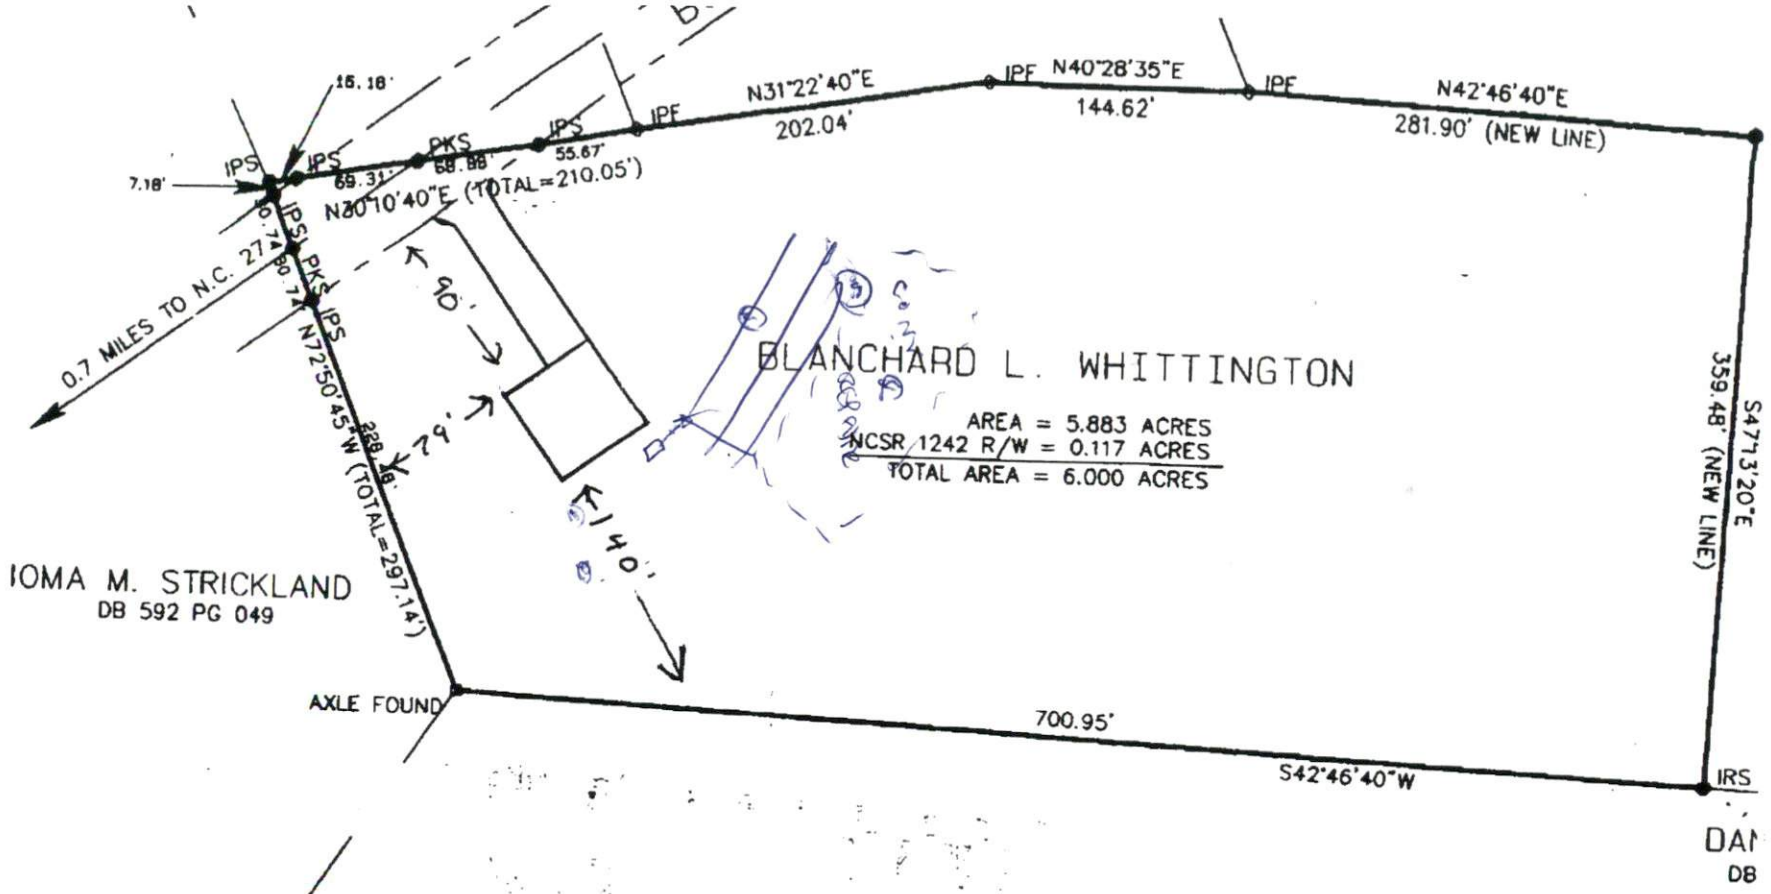 15.18'
IPF
N40°28'35"E
IPF
N42°46'40"E
N31°22'40"E
144.62'
281.90' (NEW LINE)
202.04'
IPF
IPS
PKS
55.67'
68.88'
IPS
IPS
69.31'
7.18'
N30°10'40"E (TOTAL=210.05')
IPS
PKS
IPS
0.7 MILES TO N.C. 27
30.74'
90'
79'
140'
N72°50'45"W (TOTAL=297.14')
228.48'
BLANCHARD L. WHITTINGTON
AREA = 5.883 ACRES
NCSR 1242 R/W = 0.117 ACRES
TOTAL AREA = 6.000 ACRES
359.48' (NEW LINE)
S47°13'20"E
IOMA M. STRICKLAND
DB 592 PG 049
AXLE FOUND
700.95'
S42°46'40"W
IRS
DB